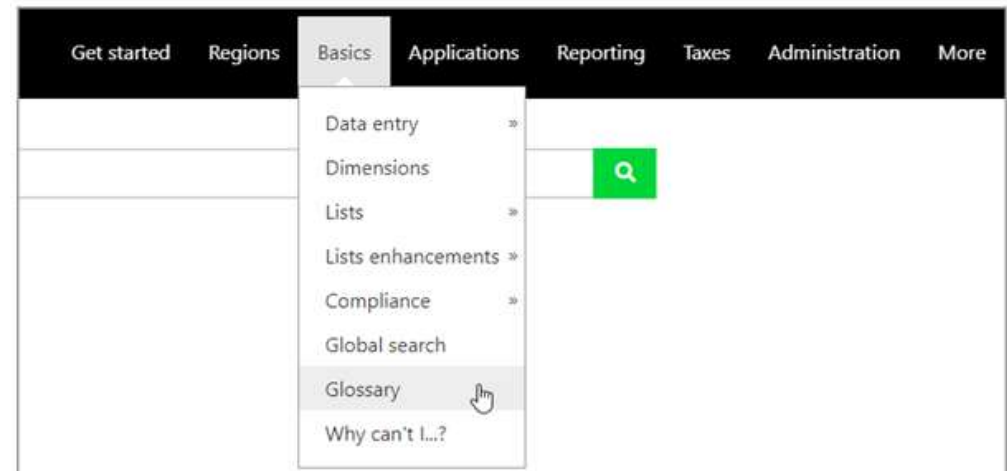 Get started Regions Basics Applications Reporting Taxes Administration More
Data entry »
Dimensions
Lists »
Lists enhancements »
Compliance »
Global search
Glossary
Why can't I...?